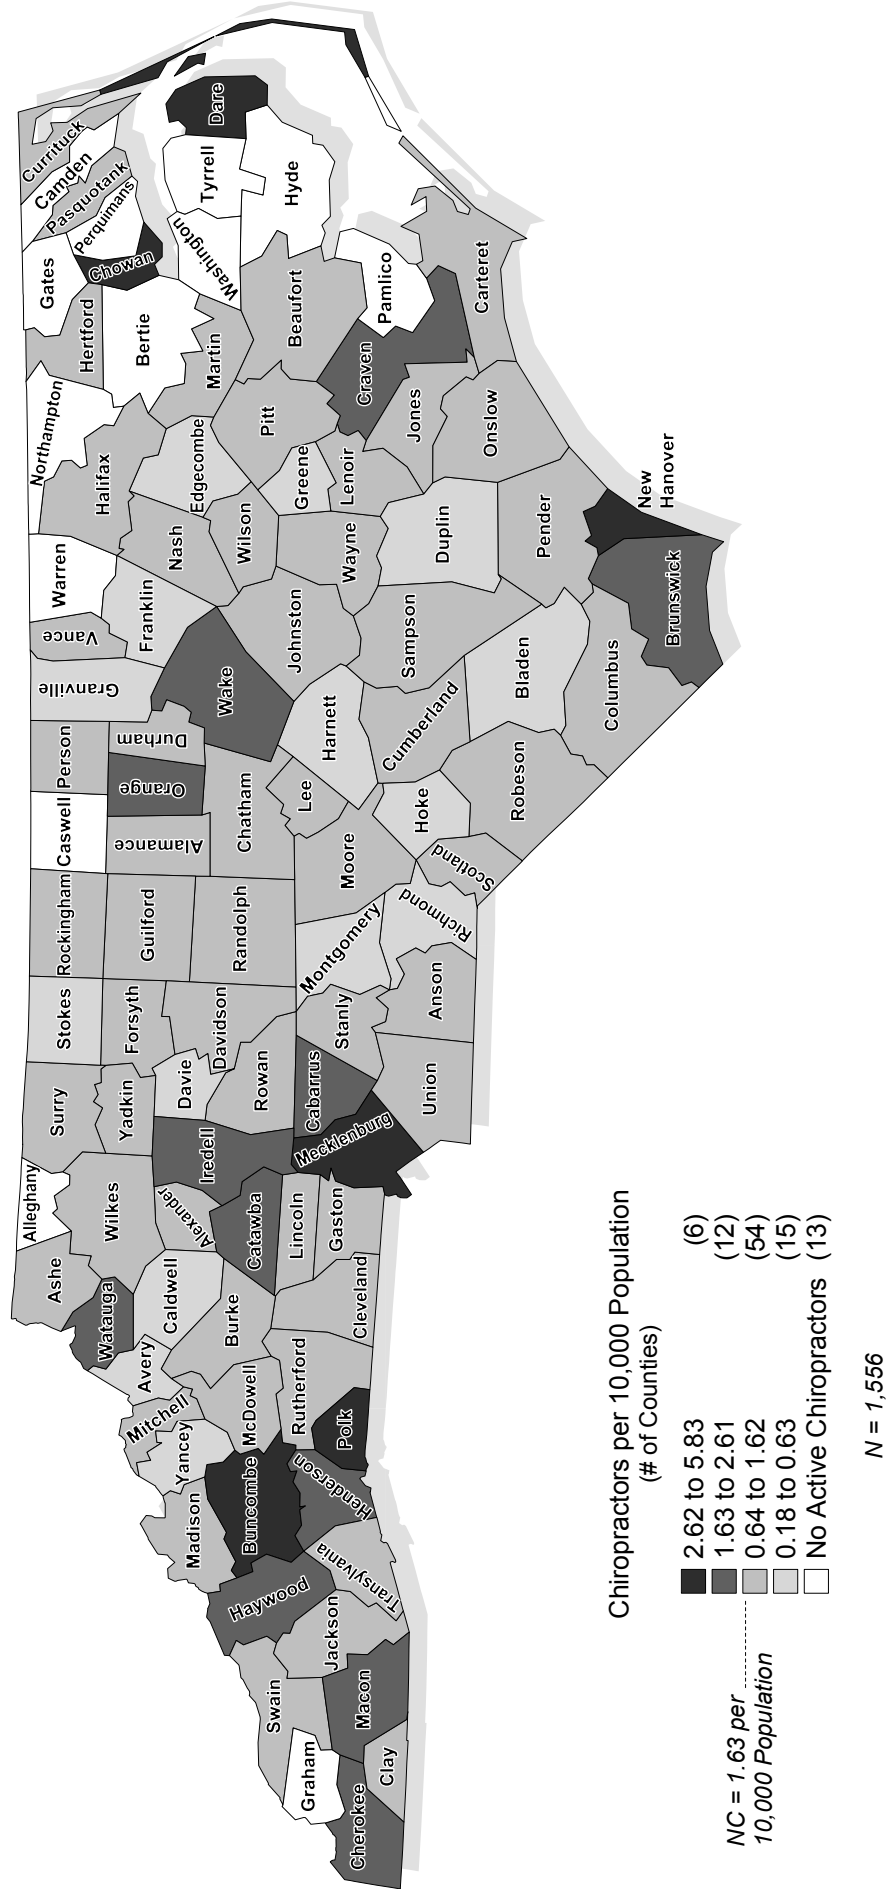 Cherokee
Graham
Clay
Swain
Macon
Jackson
Haywood
Transylvania
Madison
Buncombe
Henderson
Yancey
Polk
Mitchell
McDowell
Rutherford
Avery
Burke
Cleveland
Watauga
Caldwell
Ashe
Alleghany
Wilkes
Alexander
Catawba
Lincoln
Gaston
Surry
Yadkin
Iredell
Mecklenburg
Davie
Rowan
Cabarrus
Union
Stokes
Forsyth
Davidson
Stanly
Anson
Rockingham
Guilford
Randolph
Montgomery
Richmond
Caswell
Alamance
Chatham
Moore
Scotland
Person
Orange
Durham
Lee
Hoke
Robeson
Granville
Wake
Harnett
Cumberland
Bladen
Columbus
Vance
Franklin
Johnston
Sampson
Brunswick
Warren
Nash
Wilson
Wayne
Duplin
Pender
New
Hanover
Northampton
Halifax
Edgecombe
Greene
Lenoir
Jones
Onslow
Pitt
Hertford
Bertie
Martin
Beaufort
Craven
Pamlico
Carteret
Gates
Chowan
Washington
Perquimans
Pasquotank
Camden
Currituck
Tyrrell
Hyde
Dare
Chiropractors per 10,000 Population
(# of Counties)
2.62 to 5.83 (6)
1.63 to 2.61 (12)
0.64 to 1.62 (54)
0.18 to 0.63 (15)
No Active Chiropractors (13)
NC = 1.63 per
10,000 Population
N = 1,556